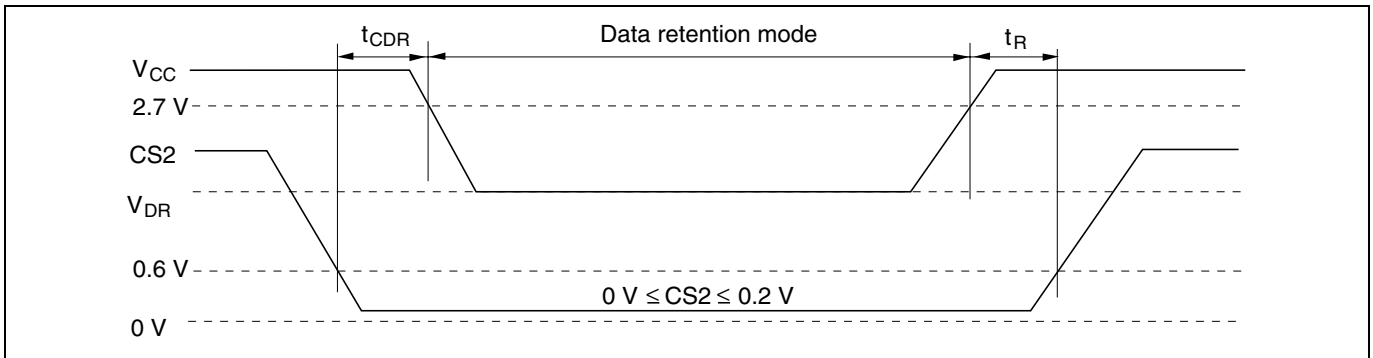 tCDR Data retention mode tR
VCC
2.7 V
CS2
VDR
0.6 V
0 V ≤ CS2 ≤ 0.2 V
0 V